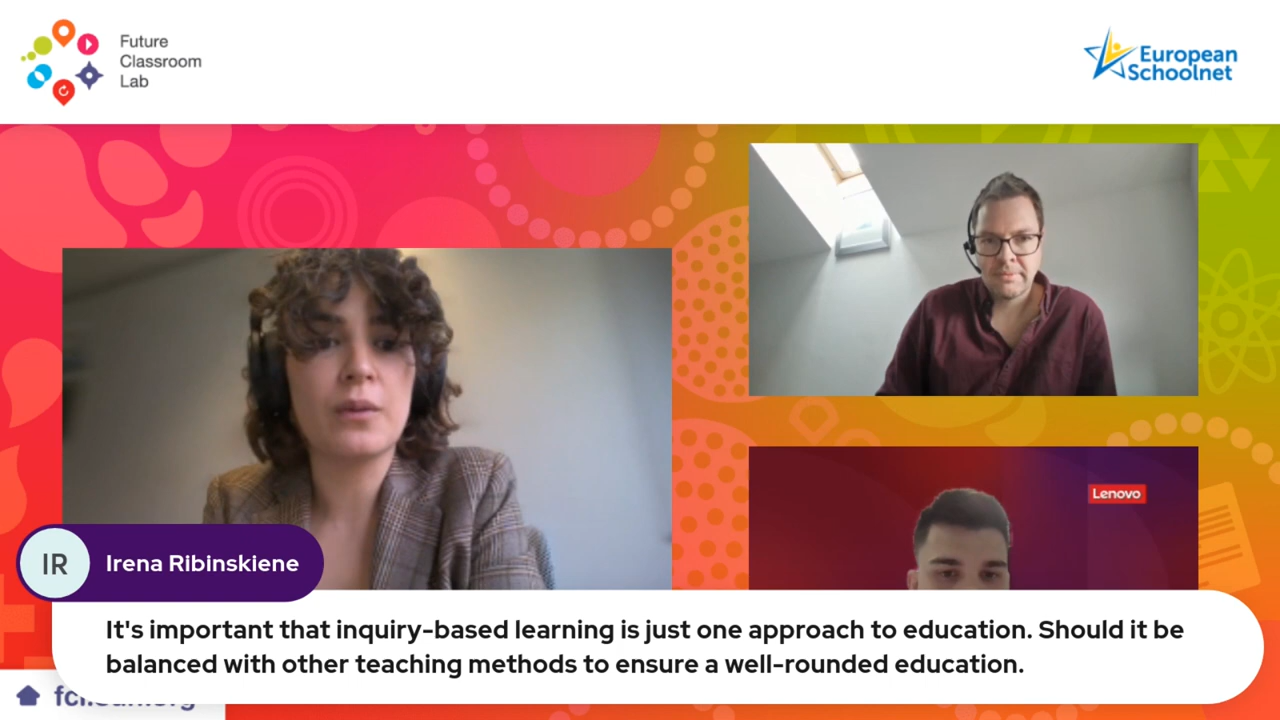 Future
Classroom
Lab
European
Schoolnet
Lenovo
IR
Irena Ribinskiene
It's important that inquiry-based learning is just one approach to education. Should it be
balanced with other teaching methods to ensure a well-rounded education.